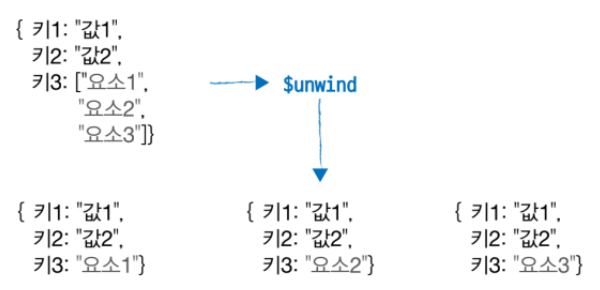 { 키1: "값1",
키2: "값2",
키3: ["요소1",
"요소2",
"요소3"]}
$unwind
{ 키1: "값1",
키2: "값2",
키3: "요소1"}
{ 키1: "값1",
키2: "값2",
키3: "요소2"}
{ 키1: "값1",
키2: "값2",
키3: "요소3"}